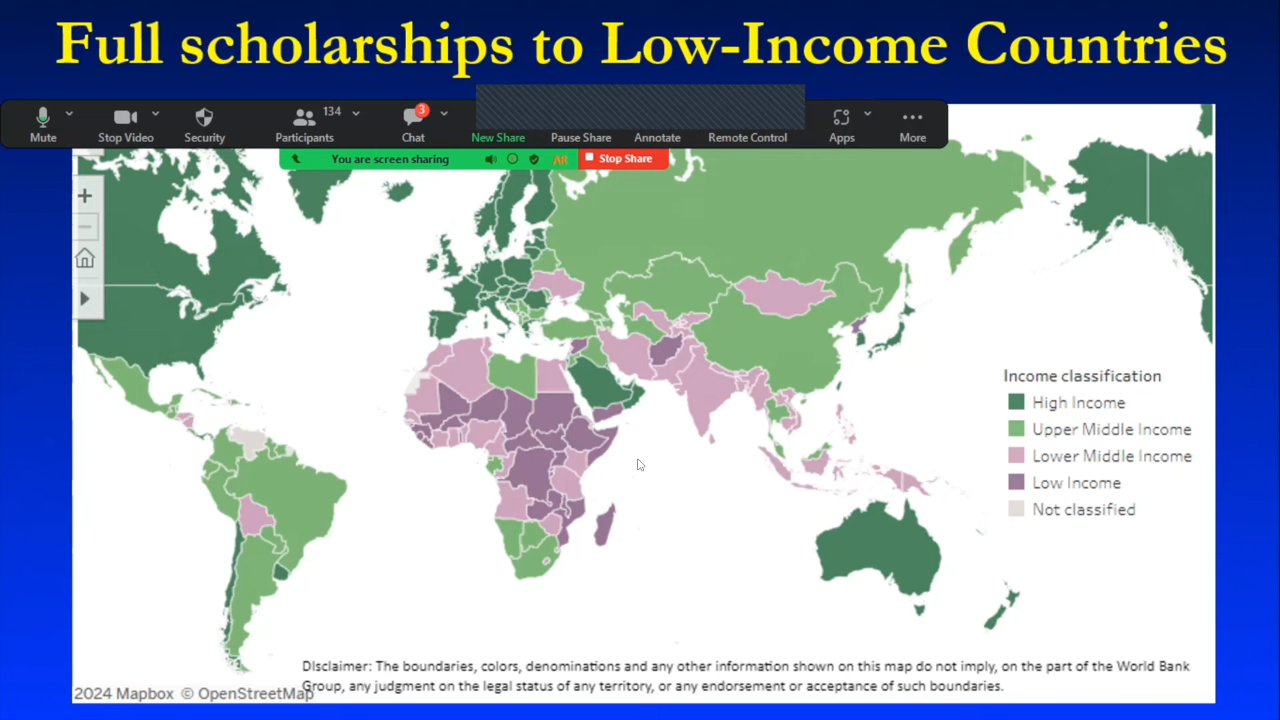 Full scholarships to Low-Income Countries
134
3
Mute
Stop Video
Security
Participants
Chat
New Share
Pause Share
Annotate
Remote Control
Apps
More
You are screen sharing
AR
Stop Share
Income classification
High Income
Upper Middle Income
Lower Middle Income
Low Income
Not classified
Disclaimer: The boundaries, colors, denominations and any other information shown on this map do not imply, on the part of the World Bank
Group, any judgment on the legal status of any territory, or any endorsement or acceptance of such boundaries.
2024 Mapbox © OpenStreetMap